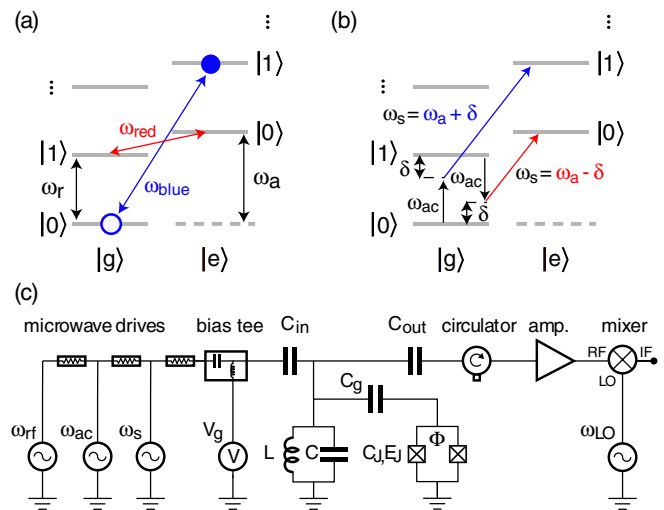 (a)
⋮
|1⟩
⋮
ω_red
|0⟩
|1⟩
ω_r
ω_blue
ω_a
|0⟩
|g⟩
|e⟩
(b)
⋮
|1⟩
⋮
ω_s = ω_a + δ
|0⟩
|1⟩
δ
ω_ac
ω_s = ω_a - δ
ω_ac
δ
|0⟩
|g⟩
|e⟩
(c)
microwave drives
bias tee
C_in
C_out
circulator
amp.
mixer
RF
IF
LO
C_g
ω_rf
ω_ac
ω_s
V_g
V
L
C
C_J,E_J
Φ
ω_LO